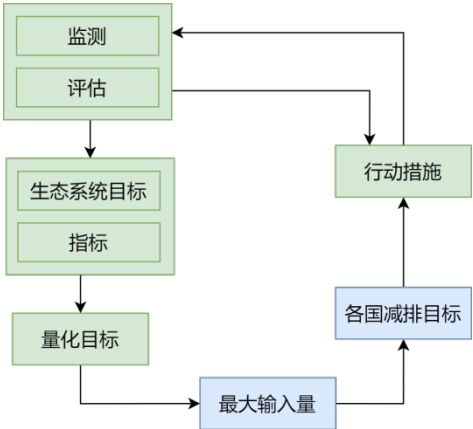 监测
评估
生态系统目标
指标
量化目标
最大输入量
各国减排目标
行动措施